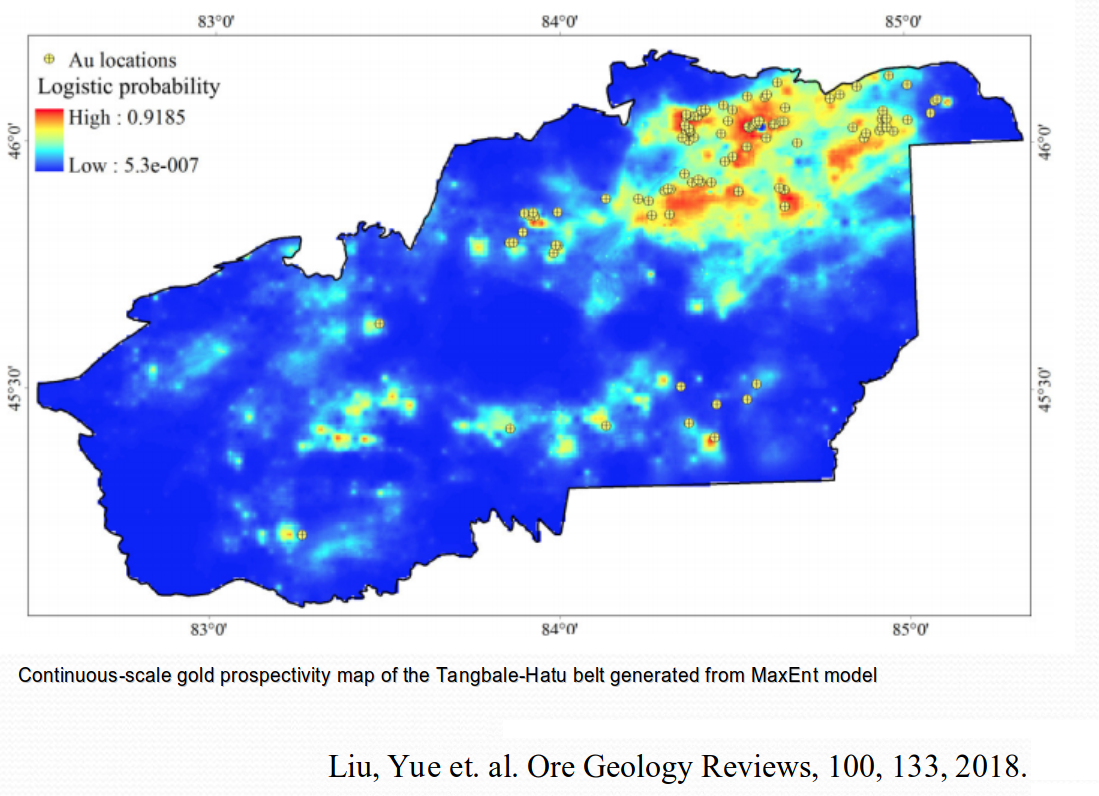 83°0' 84°0' 85°0'
Au locations
Logistic probability
High : 0.9185
Low : 5.3e-007
46°0' 46°0'
45°30' 45°30'
83°0' 84°0' 85°0'
Continuous-scale gold prospectivity map of the Tangbale-Hatu belt generated from MaxEnt model
Liu, Yue et. al. Ore Geology Reviews, 100, 133, 2018.